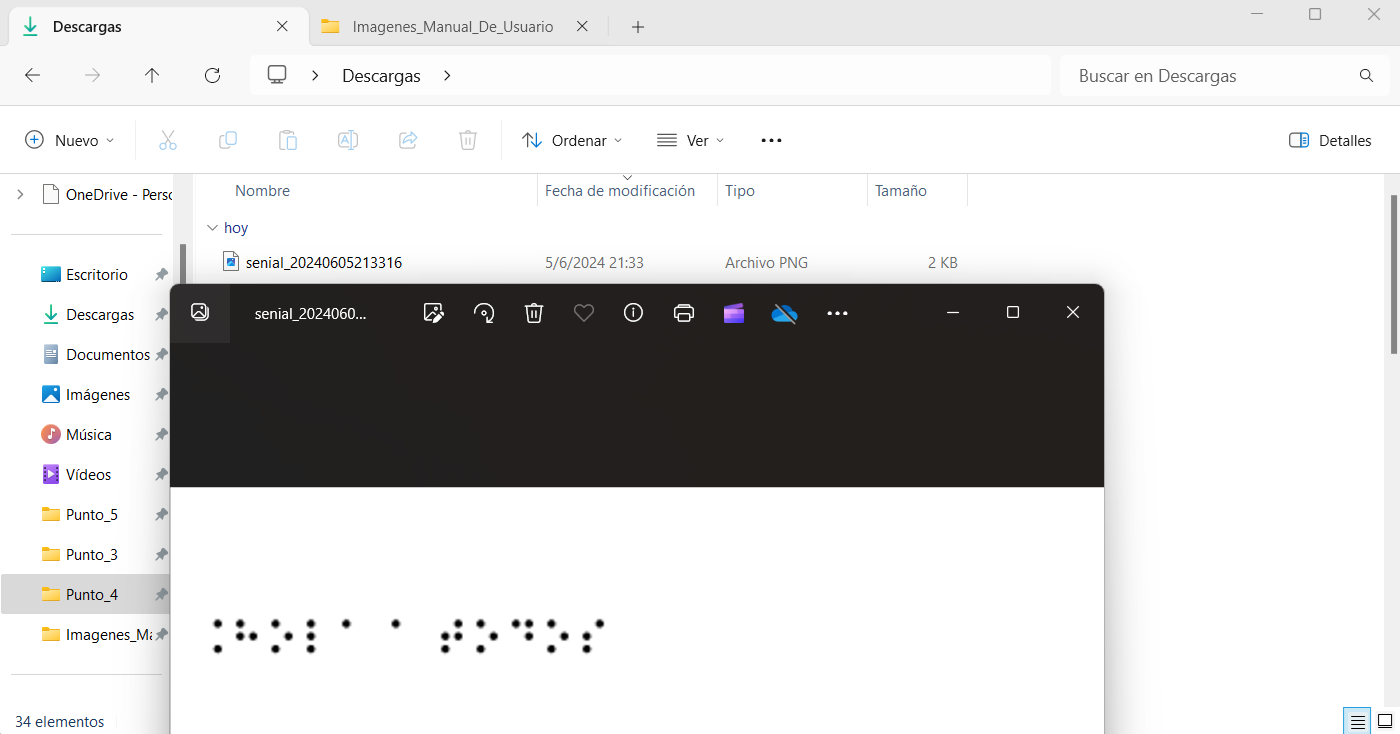 Descargas Imagenes_Manual_De_Usuario
Descargas Buscar en Descargas
Nuevo Ordenar Ver Detalles
OneDrive - Perso
Nombre Fecha de modificación Tipo Tamaño
hoy
senial_20240605213316 5/6/2024 21:33 Archivo PNG 2 KB
Escritorio
Descargas
Documentos
Imágenes
Música
Vídeos
Punto_5
Punto_3
Punto_4
Imagenes_Ma
34 elementos
senial_2024060...
⠨⠓⠕⠇⠁ ⠁ ⠞⠕⠙⠕⠎